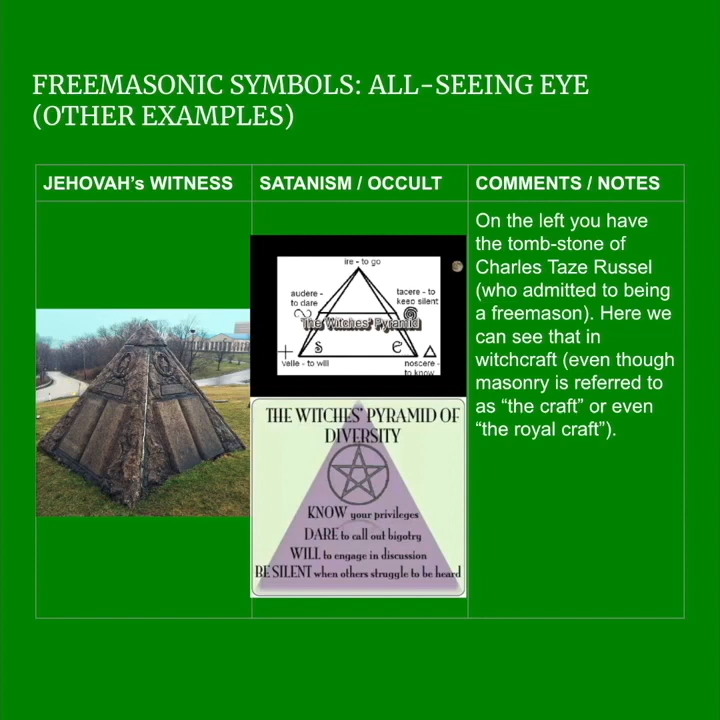 FREEMASONIC SYMBOLS: ALL-SEEING EYE
(OTHER EXAMPLES)
JEHOVAH's WITNESS
SATANISM / OCCULT
COMMENTS / NOTES
ire - to go
audere -
to dare
tacere - to
keep silent
The Witches' Pyramid
S
e
velle - to will
noscere -
to know
THE WITCHES' PYRAMID OF
DIVERSITY
KNOW your privileges
DARE to call out bigotry
WILL to engage in discussion
BE SILENT when others struggle to be heard
On the left you have
the tomb-stone of
Charles Taze Russel
(who admitted to being
a freemason). Here we
can see that in
witchcraft (even though
masonry is referred to
as “the craft” or even
“the royal craft”).